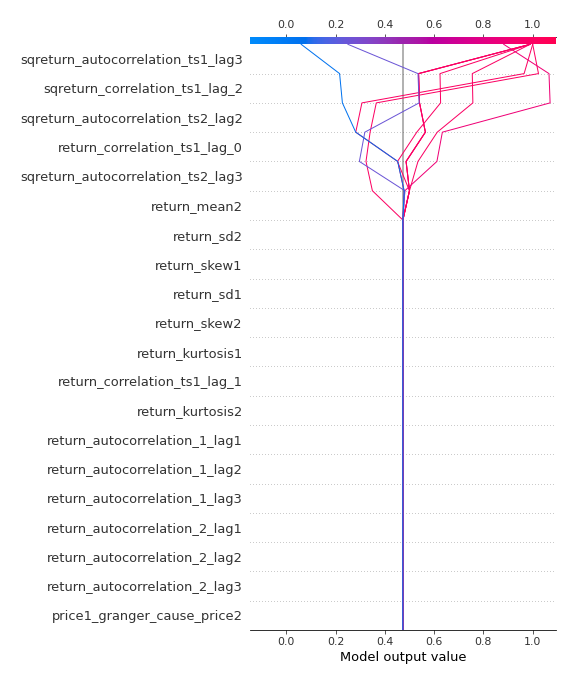 0.0 0.2 0.4 0.6 0.8 1.0
sqreturn_autocorrelation_ts1_lag3
sqreturn_correlation_ts1_lag_2
sqreturn_autocorrelation_ts2_lag2
return_correlation_ts1_lag_0
sqreturn_autocorrelation_ts2_lag3
return_mean2
return_sd2
return_skew1
return_sd1
return_skew2
return_kurtosis1
return_correlation_ts1_lag_1
return_kurtosis2
return_autocorrelation_1_lag1
return_autocorrelation_1_lag2
return_autocorrelation_1_lag3
return_autocorrelation_2_lag1
return_autocorrelation_2_lag2
return_autocorrelation_2_lag3
price1_granger_cause_price2
0.0 0.2 0.4 0.6 0.8 1.0
Model output value